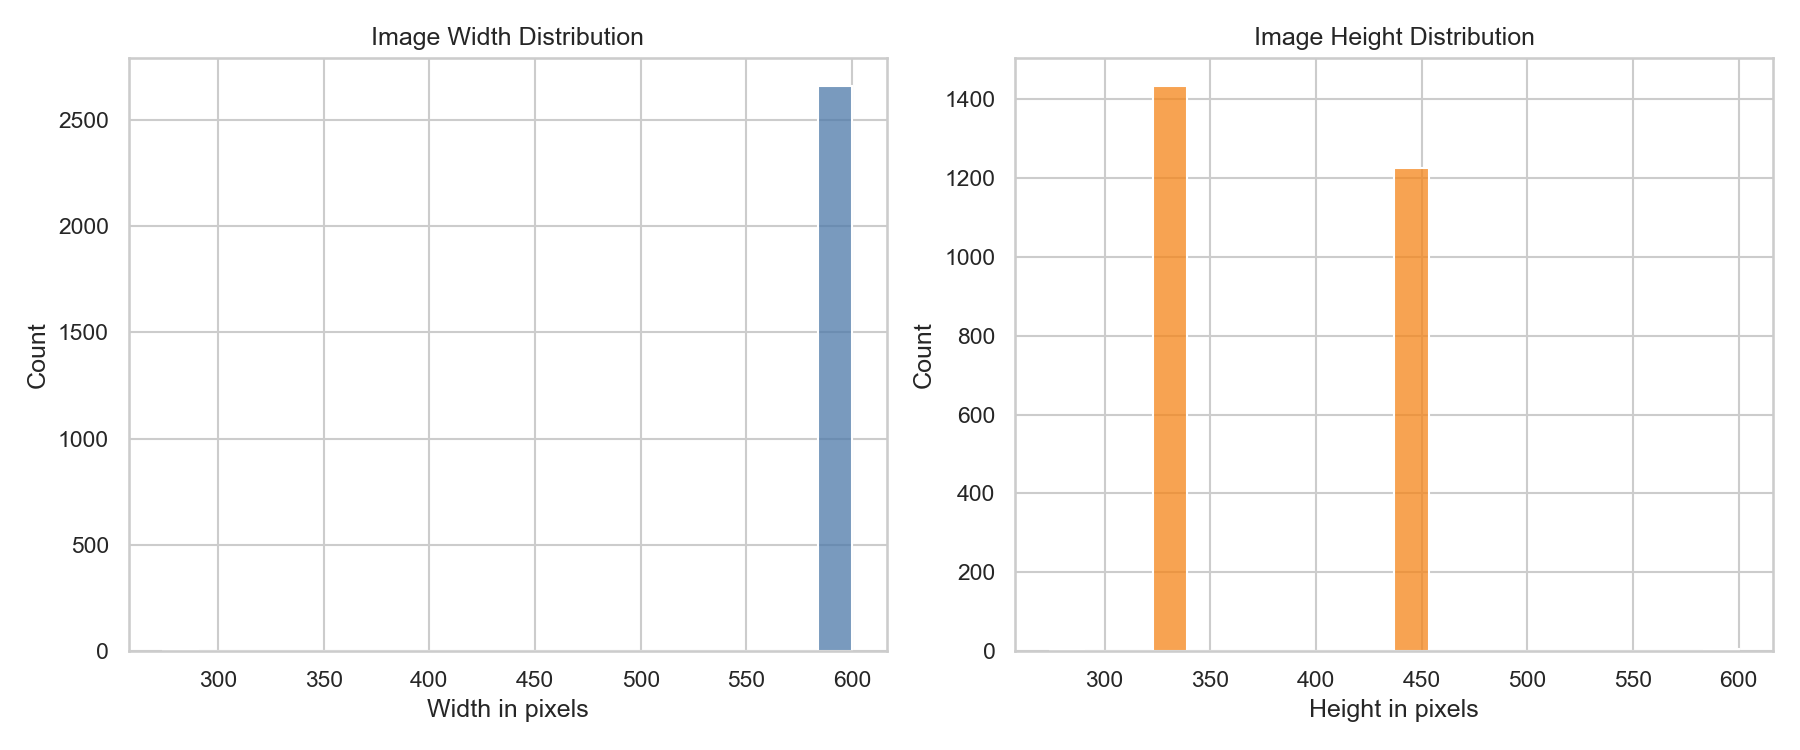 Image Width Distribution
Count
2500
2000
1500
1000
500
0
300 350 400 450 500 550 600
Width in pixels
Image Height Distribution
Count
1400
1200
1000
800
600
400
200
0
300 350 400 450 500 550 600
Height in pixels